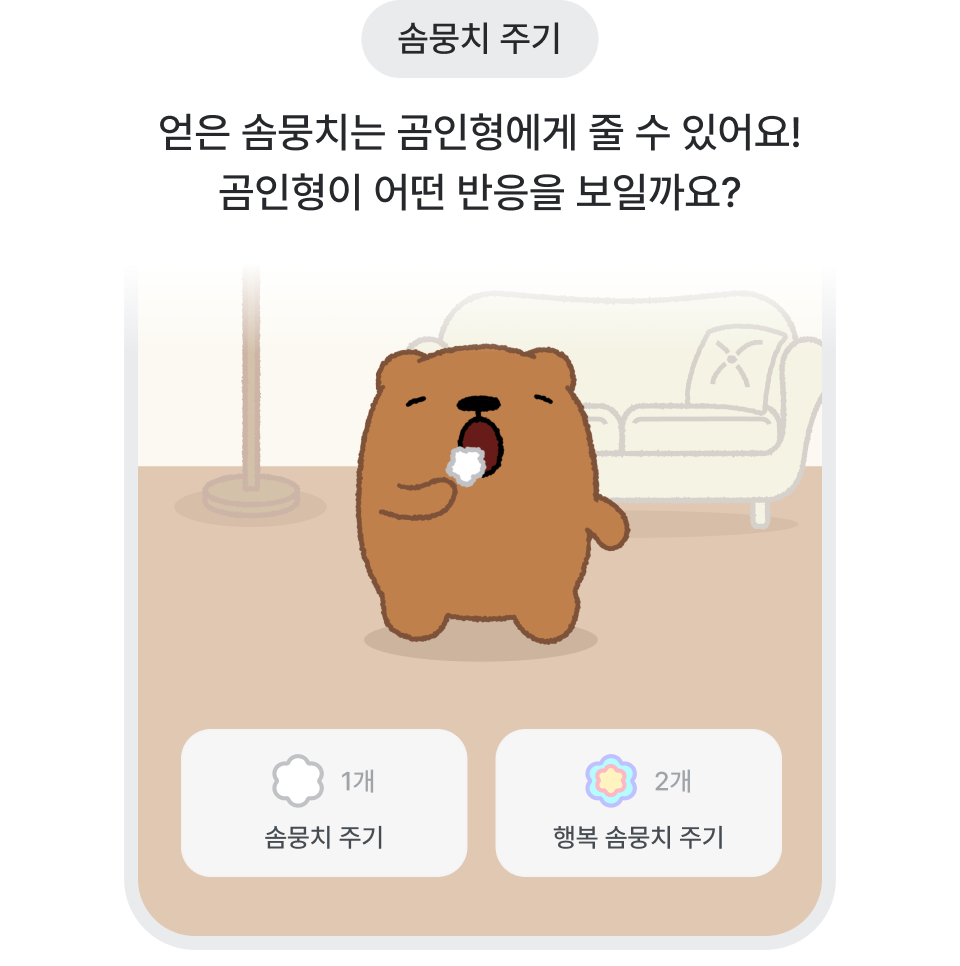 솜뭉치 주기
얻은 솜뭉치는 곰인형에게 줄 수 있어요!
곰인형이 어떤 반응을 보일까요?
1개
솜뭉치 주기
2개
행복 솜뭉치 주기